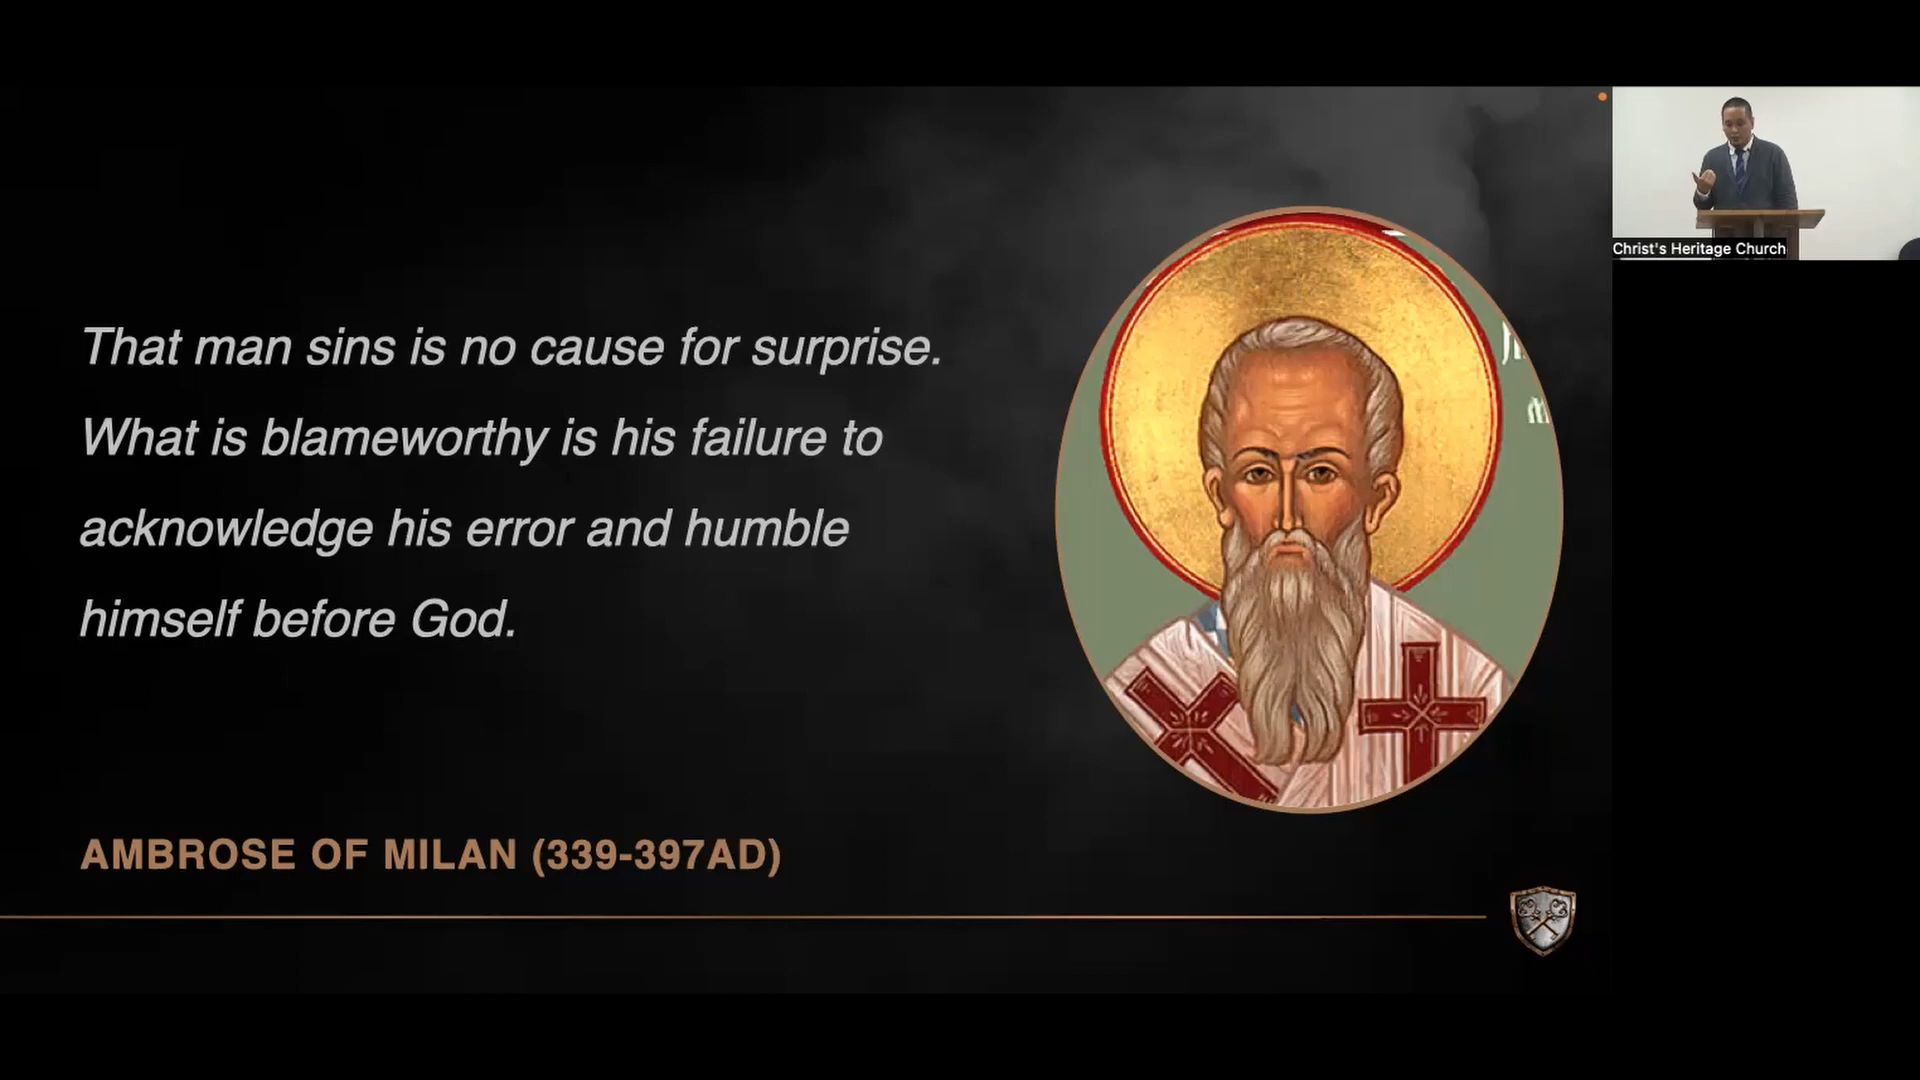 That man sins is no cause for surprise.
What is blameworthy is his failure to
acknowledge his error and humble
himself before God.
AMBROSE OF MILAN (339-397AD)
Christ's Heritage Church